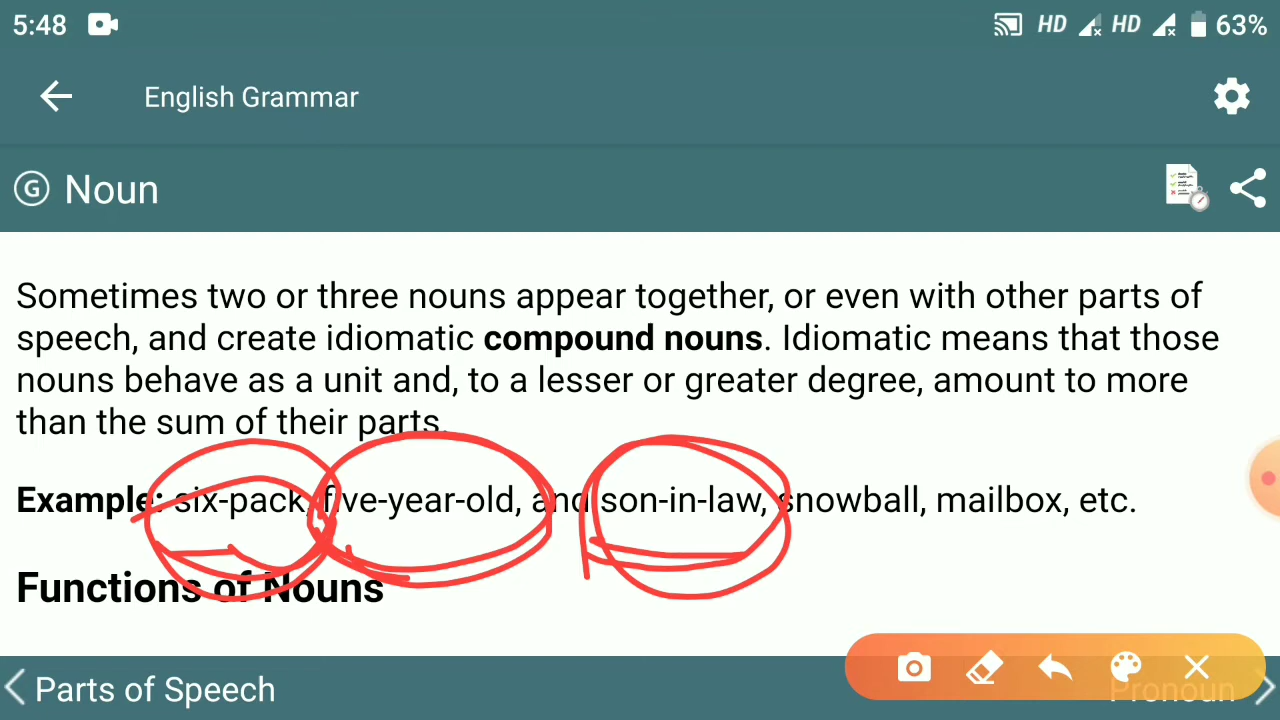 5:48 HD HD 63%
English Grammar
G Noun
Sometimes two or three nouns appear together, or even with other parts of
speech, and create idiomatic compound nouns. Idiomatic means that those
nouns behave as a unit and, to a lesser or greater degree, amount to more
than the sum of their parts.
Example: six-pack, five-year-old, and son-in-law, snowball, mailbox, etc.
Functions of Nouns
Parts of Speech Pronoun